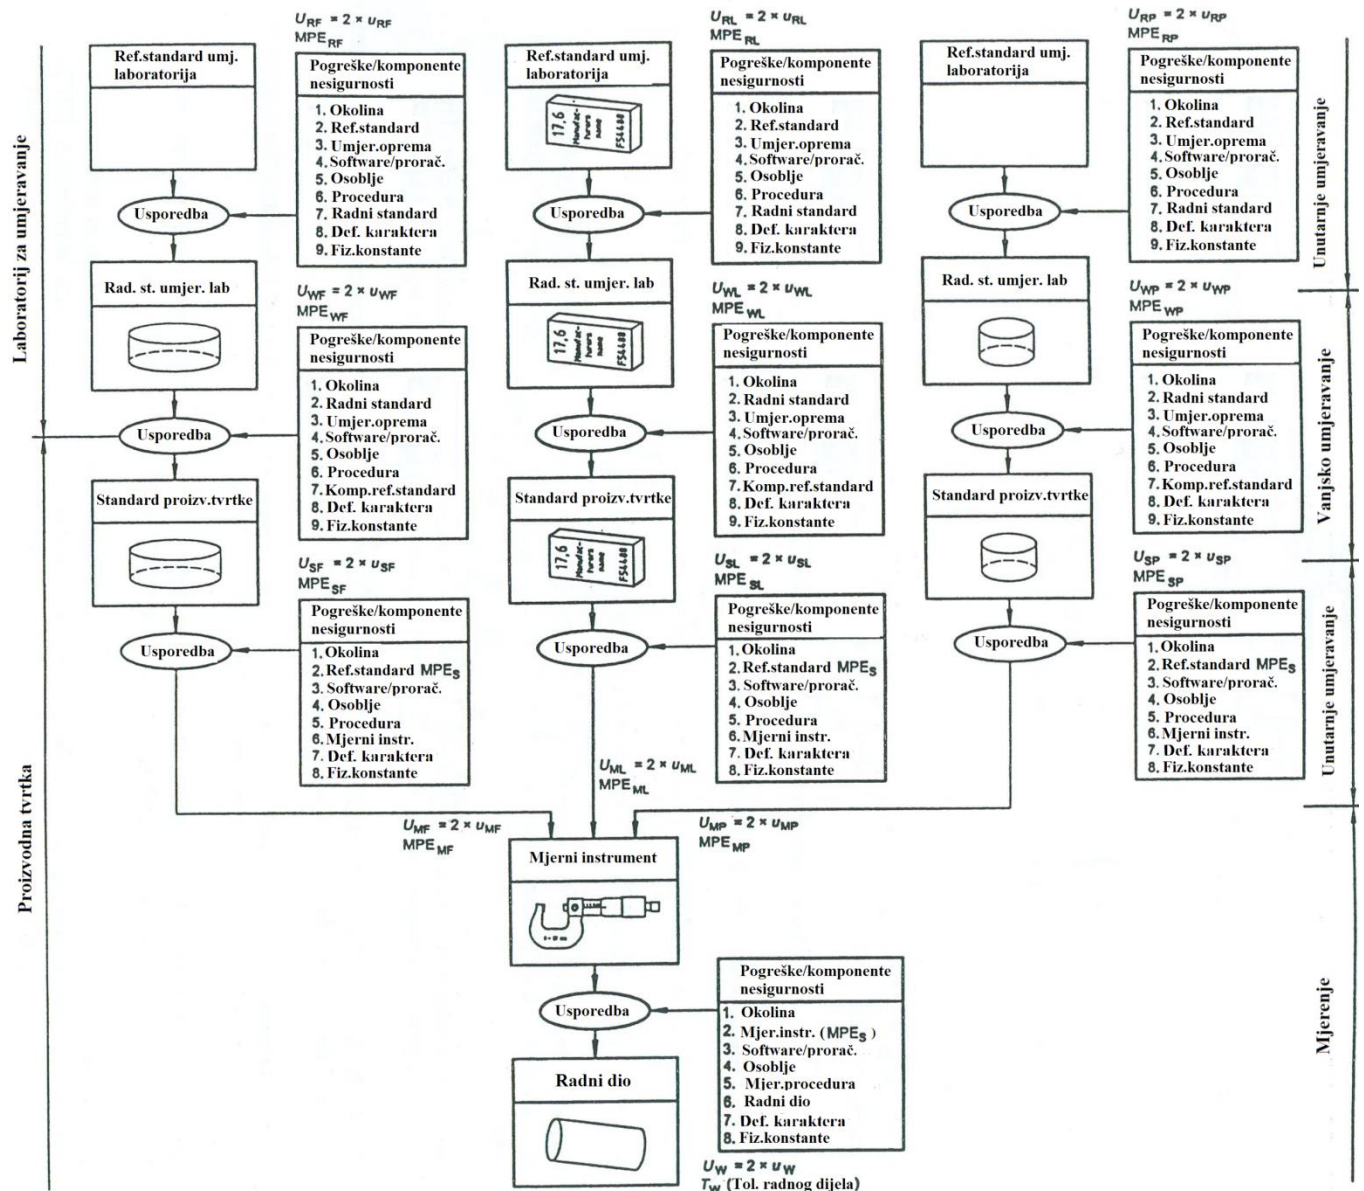 U_RF = 2 × u_RF
MPE_RF
Ref.standard umj.
laboratorija
Pogreške/komponente
nesigurnosti
1. Okolina
2. Ref.standard
3. Umjer.oprema
4. Software/prorač.
5. Osoblje
6. Procedura
7. Radni standard
8. Def. karaktera
9. Fiz.konstante
Usporedba
Rad. st. umjer. lab
U_WF = 2 × u_WF
MPE_WF
Pogreške/komponente
nesigurnosti
1. Okolina
2. Radni standard
3. Umjer.oprema
4. Software/prorač.
5. Osoblje
6. Procedura
7. Komp.ref.standard
8. Def. karaktera
9. Fiz.konstante
Usporedba
Standard proizv.tvrtke
U_SF = 2 × u_SF
MPE_SF
Pogreške/komponente
nesigurnosti
1. Okolina
2. Ref.standard MPE_S
3. Software/prorač.
4. Osoblje
5. Procedura
6. Mjerni instr.
7. Def. karaktera
8. Fiz.konstante
Usporedba
U_MF = 2 × u_MF
MPE_MF
U_RL = 2 × u_RL
MPE_RL
Ref.standard umj.
laboratorija
17,6
Manufac-
turers
name
FS4488
Pogreške/komponente
nesigurnosti
1. Okolina
2. Ref.standard
3. Umjer.oprema
4. Software/prorač.
5. Osoblje
6. Procedura
7. Radni standard
8. Def. karaktera
9. Fiz.konstante
Usporedba
Rad. st. umjer. lab
17,6
Manufac-
turers
name
FS4488
U_WL = 2 × u_WL
MPE_WL
Pogreške/komponente
nesigurnosti
1. Okolina
2. Radni standard
3. Umjer.oprema
4. Software/prorač.
5. Osoblje
6. Procedura
7. Komp.ref.standard
8. Def. karaktera
9. Fiz.konstante
Usporedba
Standard proizv.tvrtke
17,6
Manufac-
turers
name
FS4488
U_SL = 2 × u_SL
MPE_SL
Pogreške/komponente
nesigurnosti
1. Okolina
2. Ref.standard MPE_S
3. Software/prorač.
4. Osoblje
5. Procedura
6. Mjerni instr.
7. Def. karaktera
8. Fiz.konstante
Usporedba
U_ML = 2 × u_ML
MPE_ML
U_RP = 2 × u_RP
MPE_RP
Ref.standard umj.
laboratorija
Pogreške/komponente
nesigurnosti
1. Okolina
2. Ref.standard
3. Umjer.oprema
4. Software/prorač.
5. Osoblje
6. Procedura
7. Radni standard
8. Def. karaktera
9. Fiz.konstante
Usporedba
Rad. st. umjer. lab
U_WP = 2 × u_WP
MPE_WP
Pogreške/komponente
nesigurnosti
1. Okolina
2. Radni standard
3. Umjer.oprema
4. Software/prorač.
5. Osoblje
6. Procedura
7. Komp.ref.standard
8. Def. karaktera
9. Fiz.konstante
Usporedba
Standard proizv.tvrtke
U_SP = 2 × u_SP
MPE_SP
Pogreške/komponente
nesigurnosti
1. Okolina
2. Ref.standard MPE_S
3. Software/prorač.
4. Osoblje
5. Procedura
6. Mjerni instr.
7. Def. karaktera
8. Fiz.konstante
Usporedba
U_MP = 2 × u_MP
MPE_MP
Mjerni instrument
Usporedba
Pogreške/komponente
nesigurnosti
1. Okolina
2. Mjer.instr. (MPE_S )
3. Software/prorač.
4. Osoblje
5. Mjer.procedura
6. Radni dio
7. Def. karaktera
8. Fiz.konstante
Radni dio
U_W = 2 × u_W
T_W (Tol. radnog dijela)
Laboratorij za umjeravanje
Proizvodna tvrtka
Unutarnje umjeravanje
Vanjsko umjeravanje
Unutarnje umjeravanje
Mjerenje